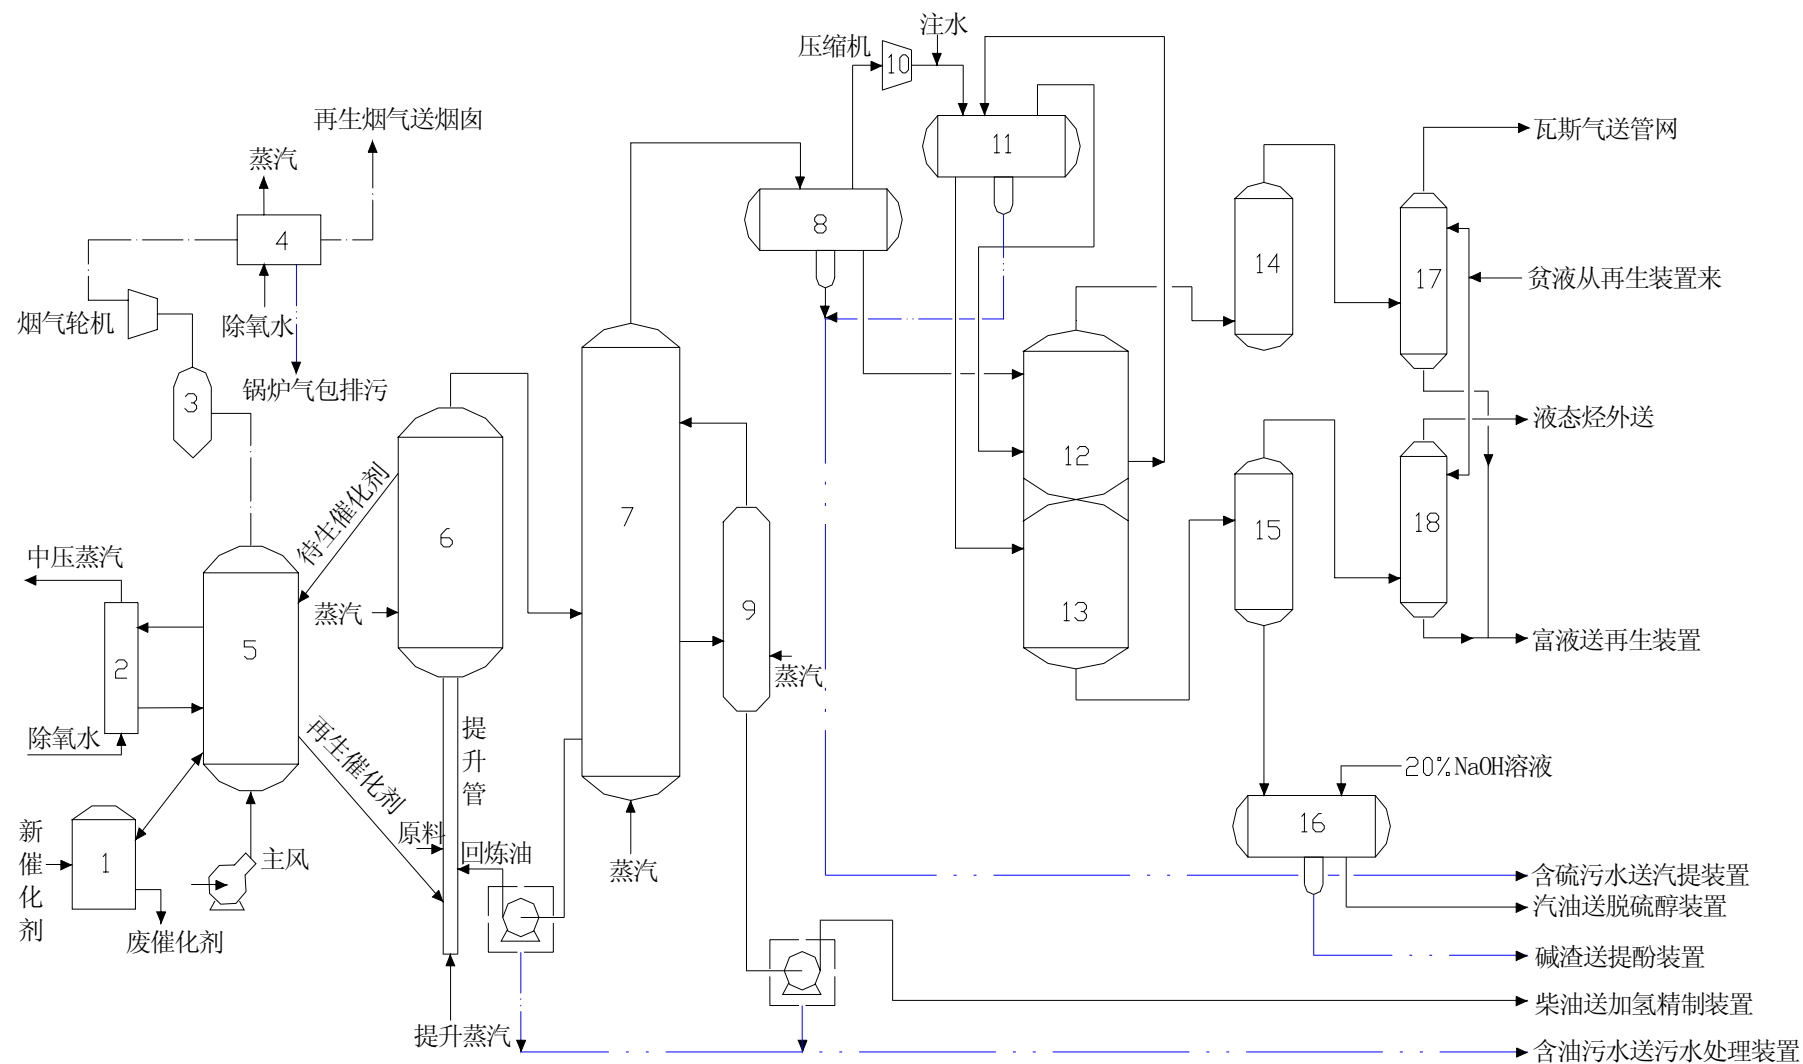 注水
压缩机
10
再生烟气送烟囱
瓦斯气送管网
蒸汽
11
8
4
14
17
贫液从再生装置来
烟气轮机
除氧水
锅炉气包排污
3
液态烃外送
12
待生催化剂
7
6
15
18
中压蒸汽
蒸汽
9
13
5
富液送再生装置
2
蒸汽
除氧水
再生催化剂
提升管
20%NaOH溶液
16
原料
新催化剂
1
主风
回炼油
蒸汽
含硫污水送汽提装置
汽油送脱硫醇装置
废催化剂
碱渣送提酚装置
柴油送加氢精制装置
提升蒸汽
含油污水送污水处理装置